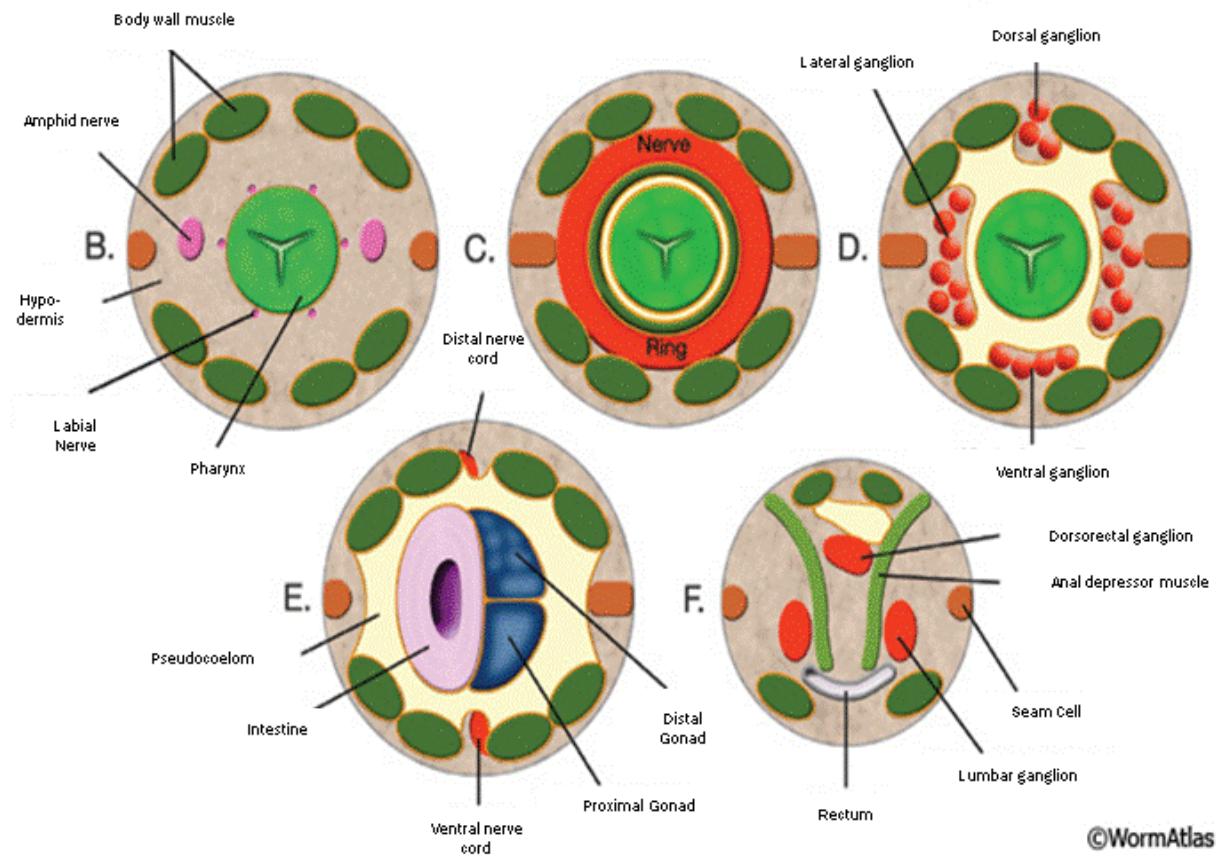 Body wall muscle
Dorsal ganglion
Lateral ganglion
Amphid nerve
Nerve
B.
C.
D.
Hypo-
dermis
Distal nerve
cord
Ring
Labial
Nerve
Pharynx
Ventral ganglion
Dorsorectal ganglion
Anal depressor muscle
E.
F.
Pseudocoelom
Intestine
Distal
Gonad
Seam Cell
Lumbar ganglion
Proximal Gonad
Rectum
Ventral nerve
cord
©WormAtlas